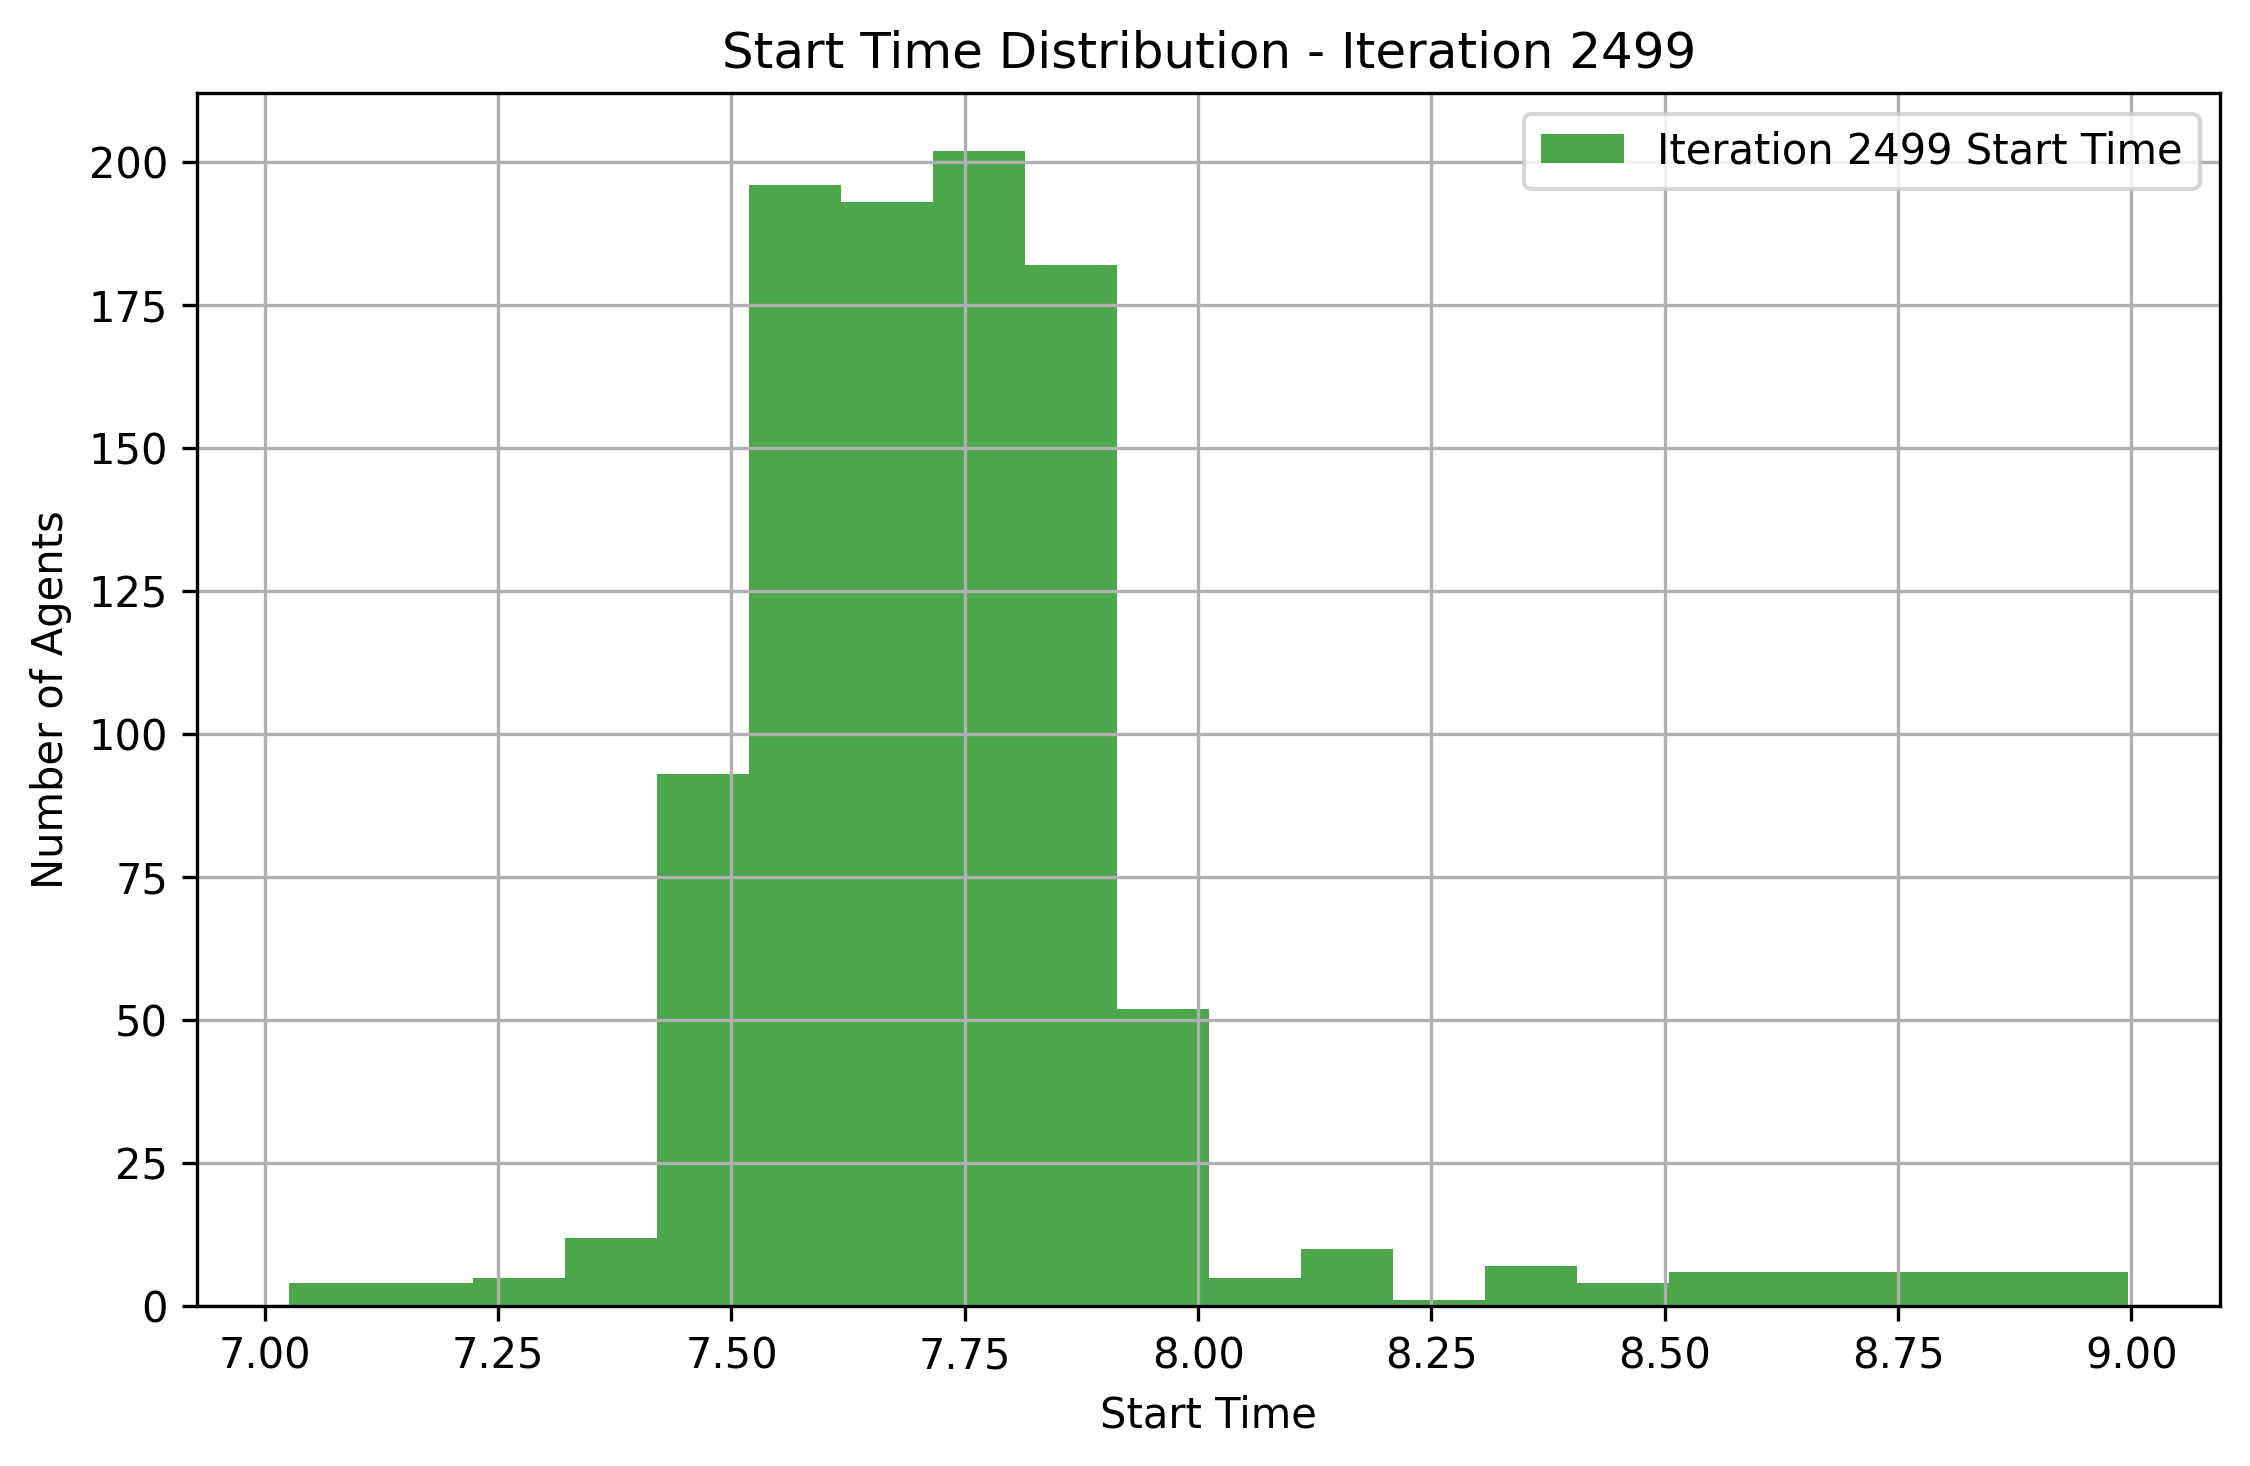 Start Time Distribution - Iteration 2499
Iteration 2499 Start Time
Number of Agents
200
175
150
125
100
75
50
25
0
7.00 7.25 7.50 7.75 8.00 8.25 8.50 8.75 9.00
Start Time